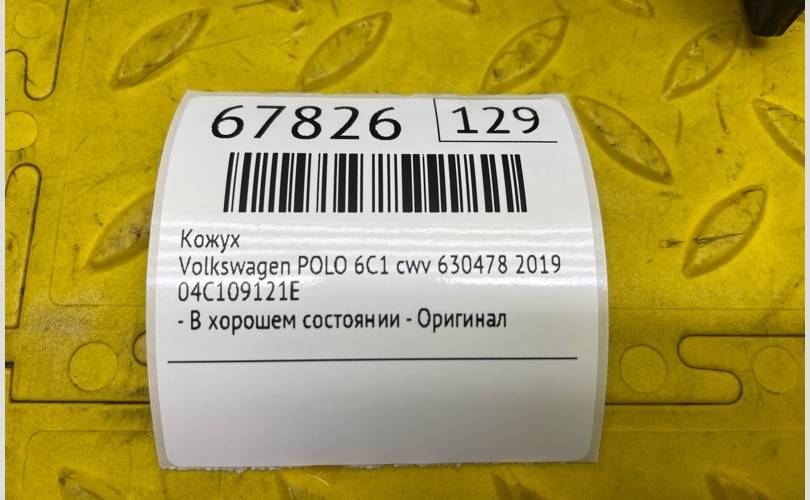 67826 129
Кожух
Volkswagen POLO 6C1 cwv 630478 2019
04C109121E
- В хорошем состоянии - Оригинал